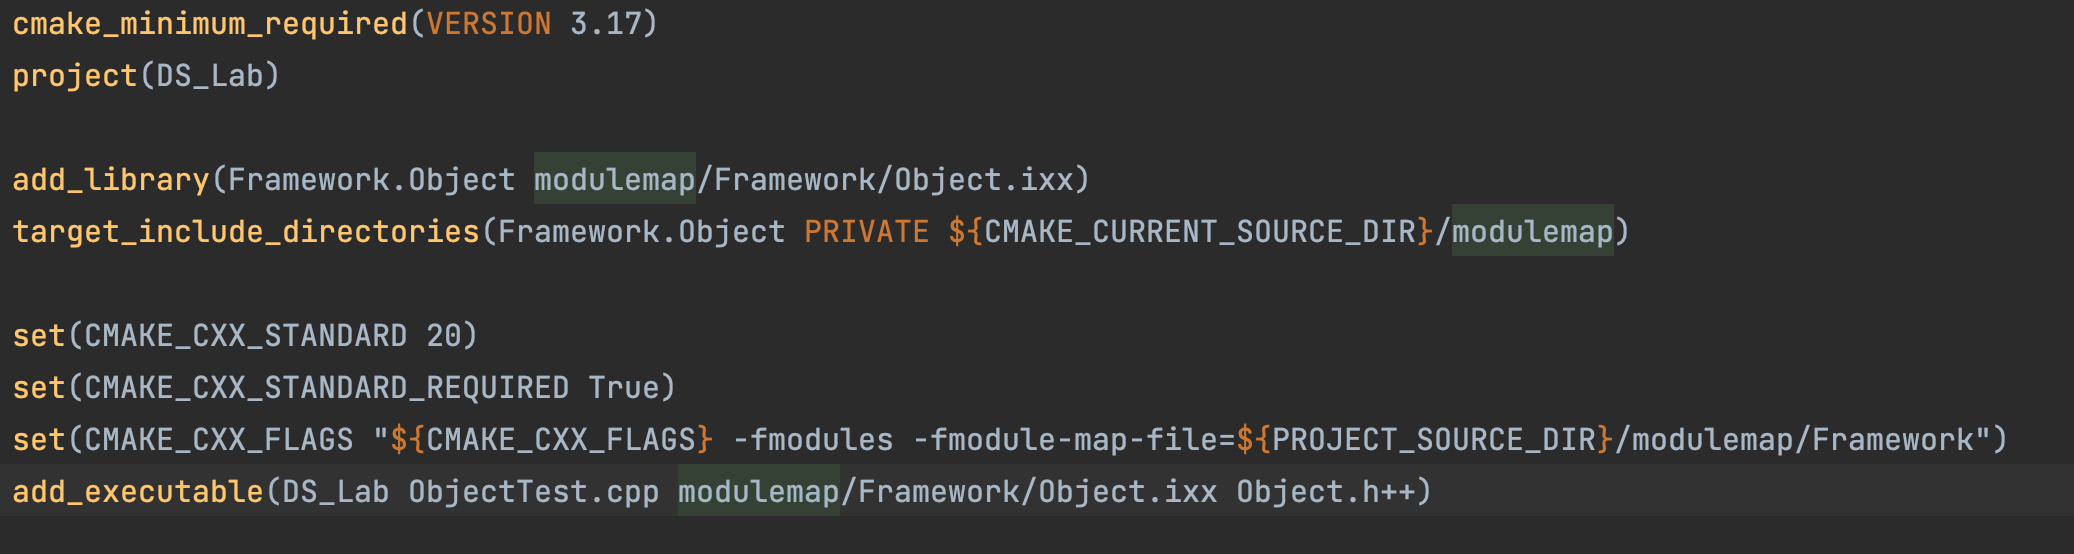 cmake_minimum_required(VERSION 3.17)
project(DS_Lab)
add_library(Framework.Object modulemap/Framework/Object.ixx)
target_include_directories(Framework.Object PRIVATE ${CMAKE_CURRENT_SOURCE_DIR}/modulemap)
set(CMAKE_CXX_STANDARD 20)
set(CMAKE_CXX_STANDARD_REQUIRED True)
set(CMAKE_CXX_FLAGS "${CMAKE_CXX_FLAGS} -fmodules -fmodule-map-file=${PROJECT_SOURCE_DIR}/modulemap/Framework")
add_executable(DS_Lab ObjectTest.cpp modulemap/Framework/Object.ixx Object.h++)